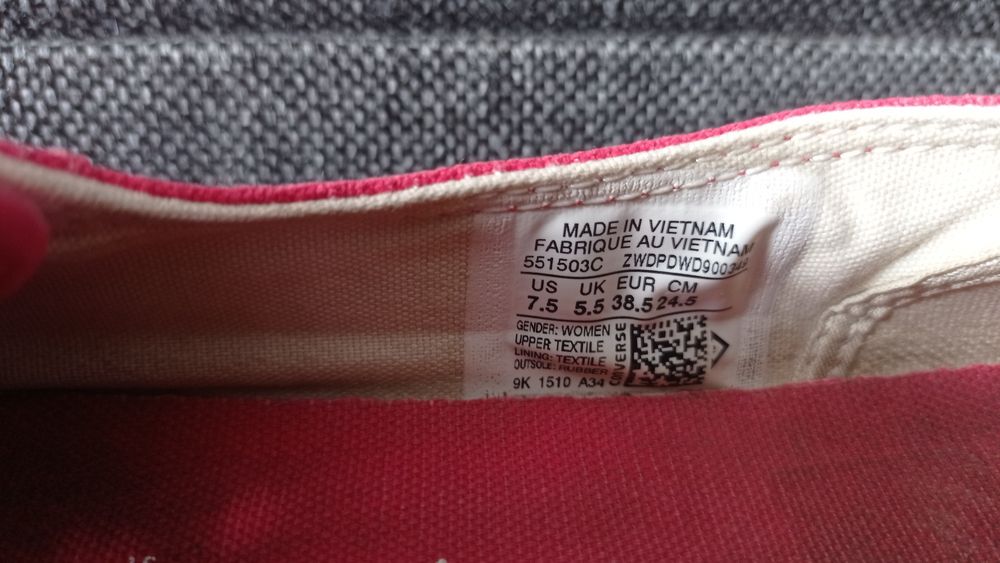 MADE IN VIETNAM
FABRIQUE AU VIETNAM
551503C
US UK EUR CM
7.5 5.5 38.5 24.5
GENDER: WOMEN
UPPER TEXTILE
LINING: TEXTILE
OUTSOLE: RUBBER
CONVERSE
9K 1510 A34